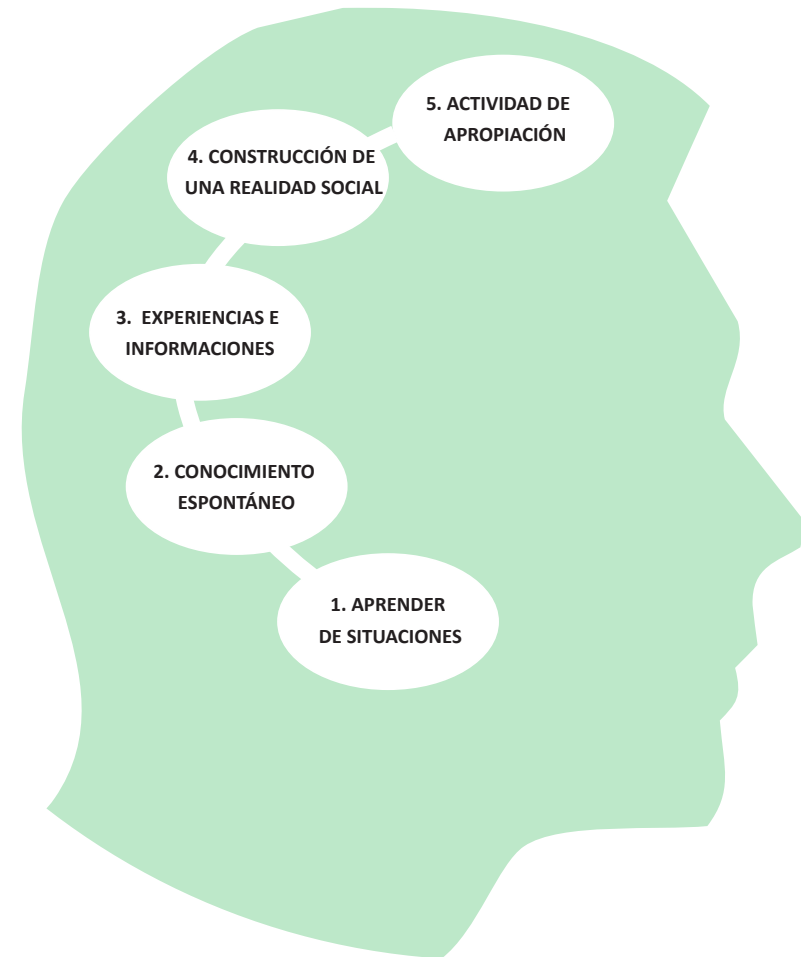 5. ACTIVIDAD DE
APROPIACIÓN
4. CONSTRUCCIÓN DE
UNA REALIDAD SOCIAL
3. EXPERIENCIAS E
INFORMACIONES
2. CONOCIMIENTO
ESPONTÁNEO
1. APRENDER
DE SITUACIONES